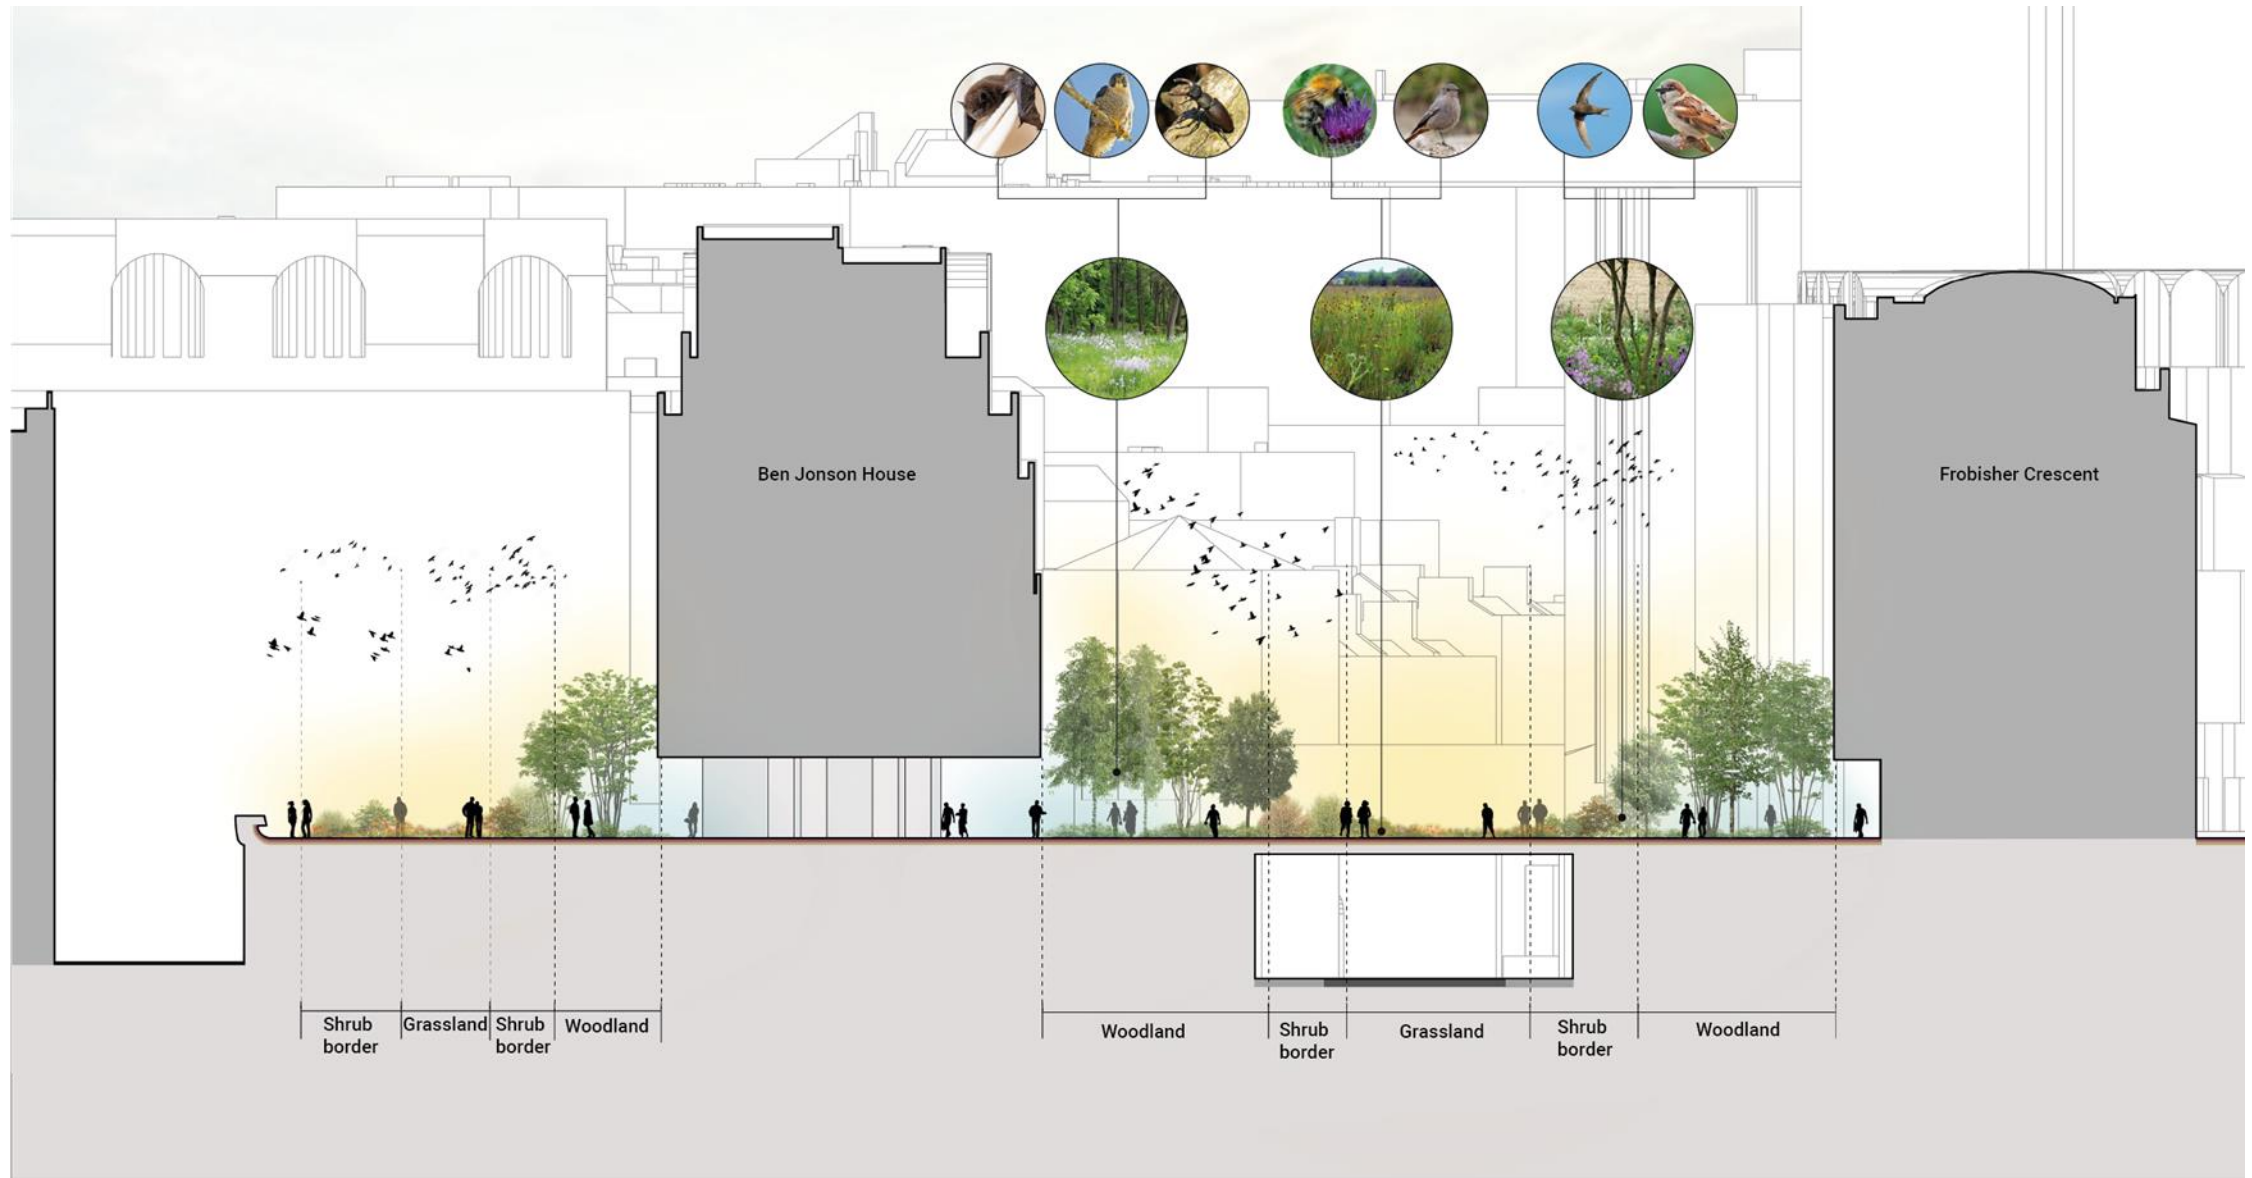 Ben Jonson House
Frobisher Crescent
Shrub
border
Grassland
Shrub
border
Woodland
Woodland
Shrub
border
Grassland
Shrub
border
Woodland